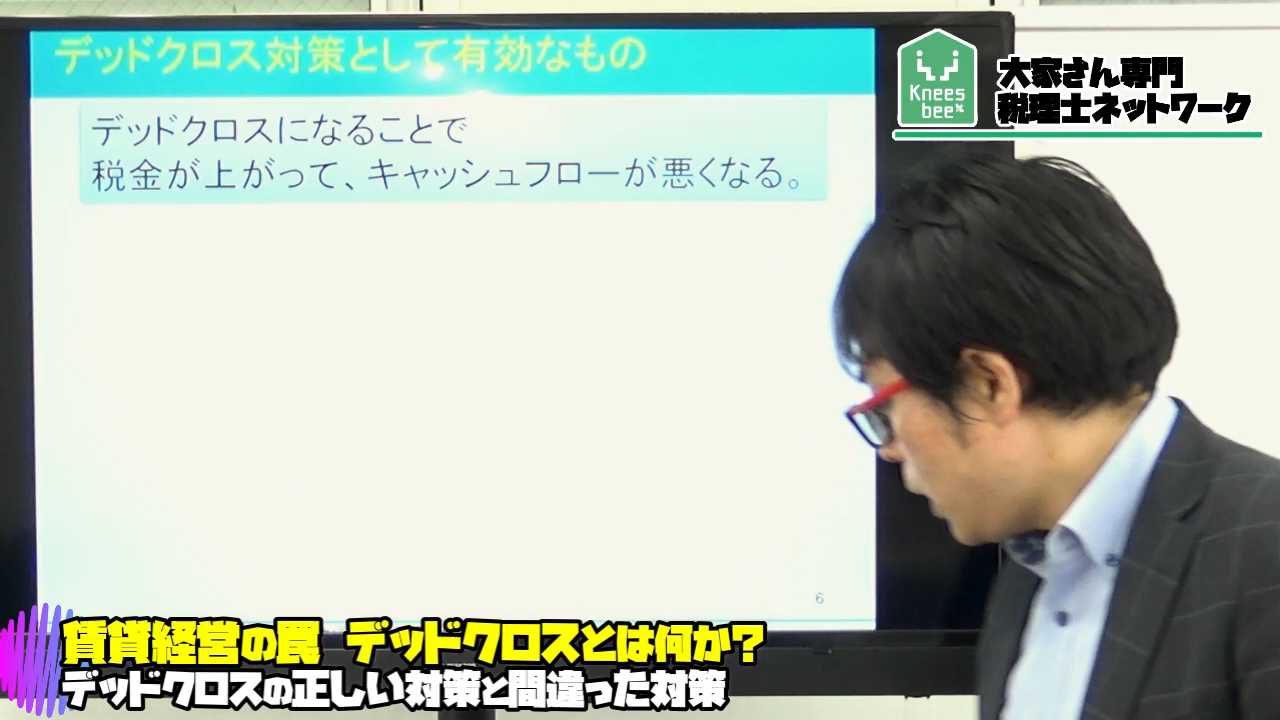 デッドクロス対策として有効なもの
デッドクロスになることで
税金が上がって、キャッシュフローが悪くなる。
6
Knees
bee
大家さん専門
税理士ネットワーク
賃貸経営の罠 デッドクロスとは何か?
デッドクロスの正しい対策と間違った対策